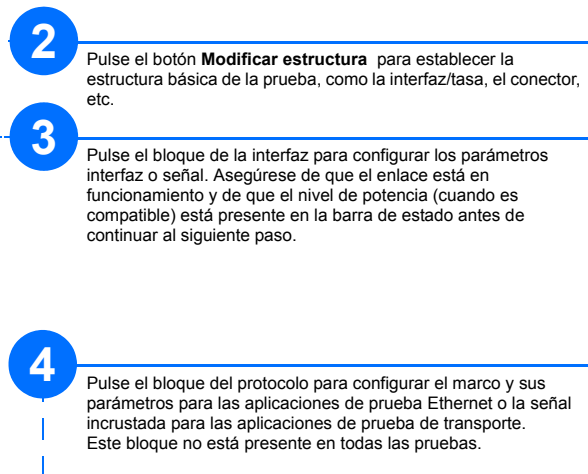 2
Pulse el botón Modificar estructura para establecer la
estructura básica de la prueba, como la interfaz/tasa, el conector,
etc.
3
Pulse el bloque de la interfaz para configurar los parámetros
interfaz o señal. Asegúrese de que el enlace está en
funcionamiento y de que el nivel de potencia (cuando es
compatible) está presente en la barra de estado antes de
continuar al siguiente paso.
4
Pulse el bloque del protocolo para configurar el marco y sus
parámetros para las aplicaciones de prueba Ethernet o la señal
incrustada para las aplicaciones de prueba de transporte.
Este bloque no está presente en todas las pruebas.